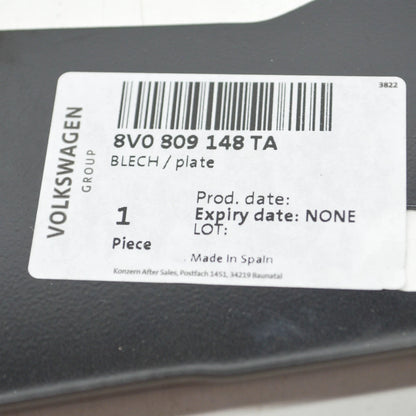 3822
VOLKSWAGEN
GROUP
8V0 809 148 TA
BLECH / plate
1
Piece
Prod. date:
Expiry date: NONE
LOT:
Made In Spain
Konzern After Sales, Postfach 1451, 34219 Baunatal